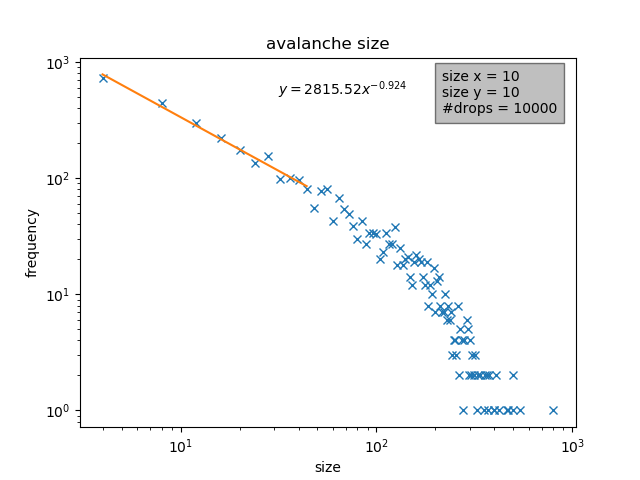 avalanche size
size x = 10
size y = 10
#drops = 10000
y = 2815.52x^{-0.924}
frequency
10^3
10^2
10^1
10^0
10^1
10^2
10^3
size